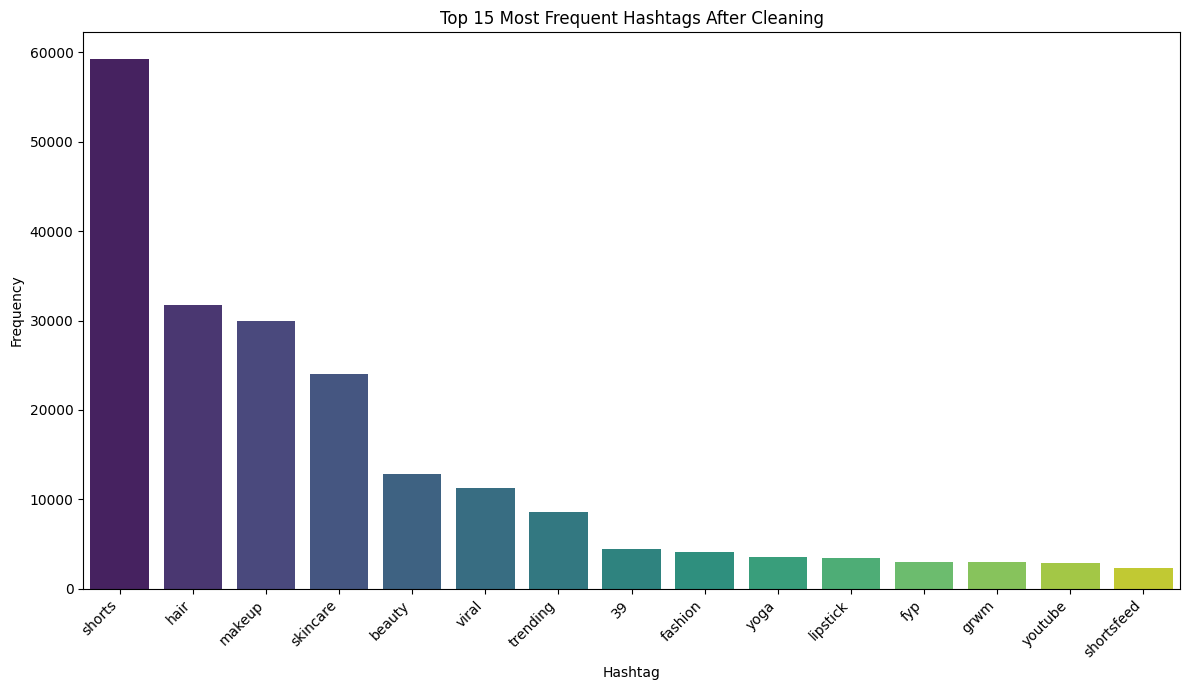 Top 15 Most Frequent Hashtags After Cleaning
Frequency
60000
50000
40000
30000
20000
10000
0
shorts
hair
makeup
skincare
beauty
viral
trending
39
fashion
yoga
lipstick
fyp
grwm
youtube
shortsfeed
Hashtag